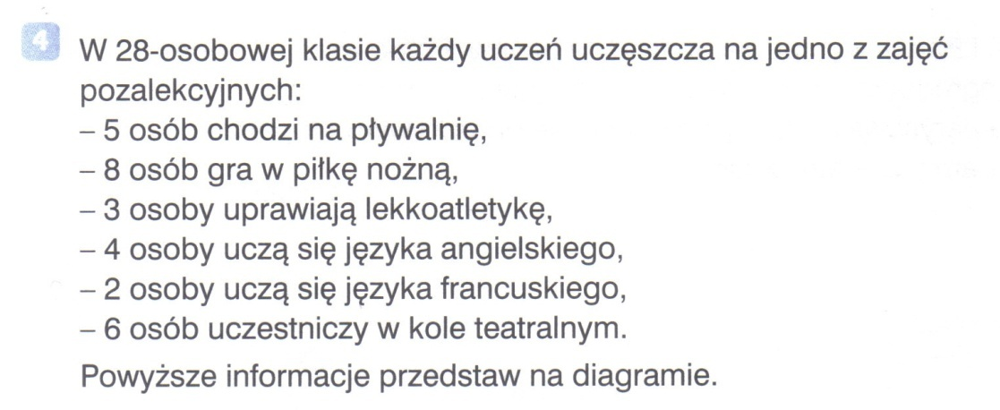 4
W 28-osobowej klasie każdy uczeń uczęszcza na jedno z zajęć
pozalekcyjnych:
– 5 osób chodzi na pływalnię,
– 8 osób gra w piłkę nożną,
– 3 osoby uprawiają lekkoatletykę,
– 4 osoby uczą się języka angielskiego,
– 2 osoby uczą się języka francuskiego,
– 6 osób uczestniczy w kole teatralnym.
Powyższe informacje przedstaw na diagramie.